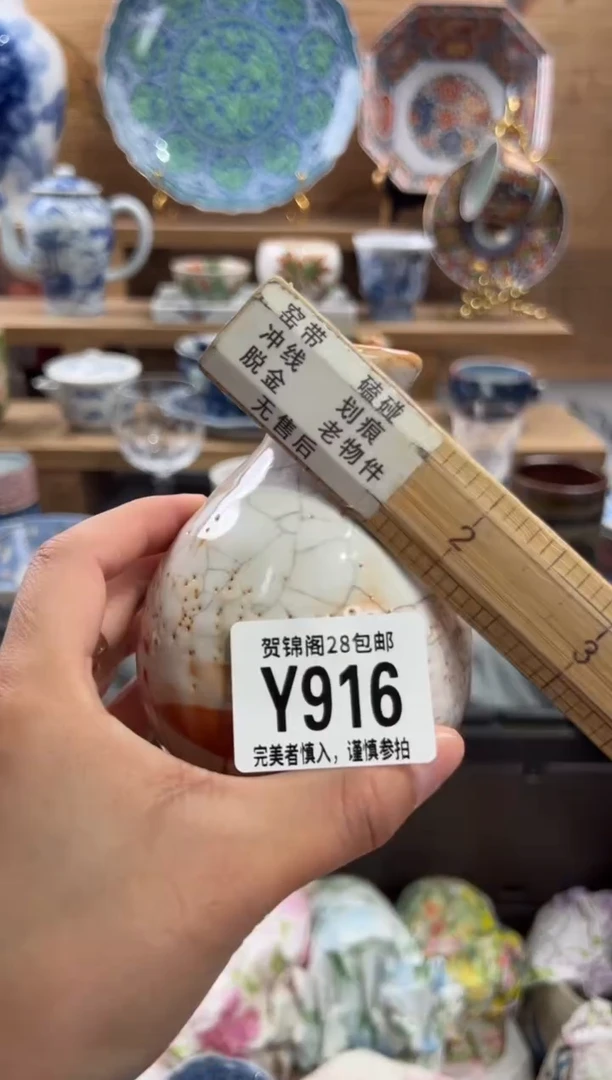 窑带
冲线 磕碰
脱金 划痕
无售后 老物件
2
3
贺锦阁28包邮
Y916
完美者慎入，谨慎参拍